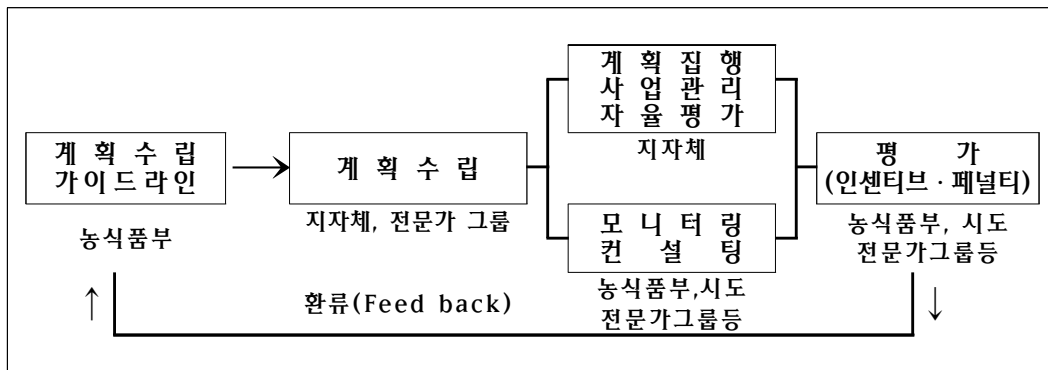 계 획 수 립
가 이 드 라 인
농식품부
계 획 수 립
지자체, 전문가 그룹
계 획 집 행
사 업 관 리
자 율 평 가
지자체
모 니 터 링
컨 설 팅
농식품부,시도
전문가그룹등
평 가
(인센티브 · 페널티)
농식품부, 시도
전문가그룹등
환류(Feed back)